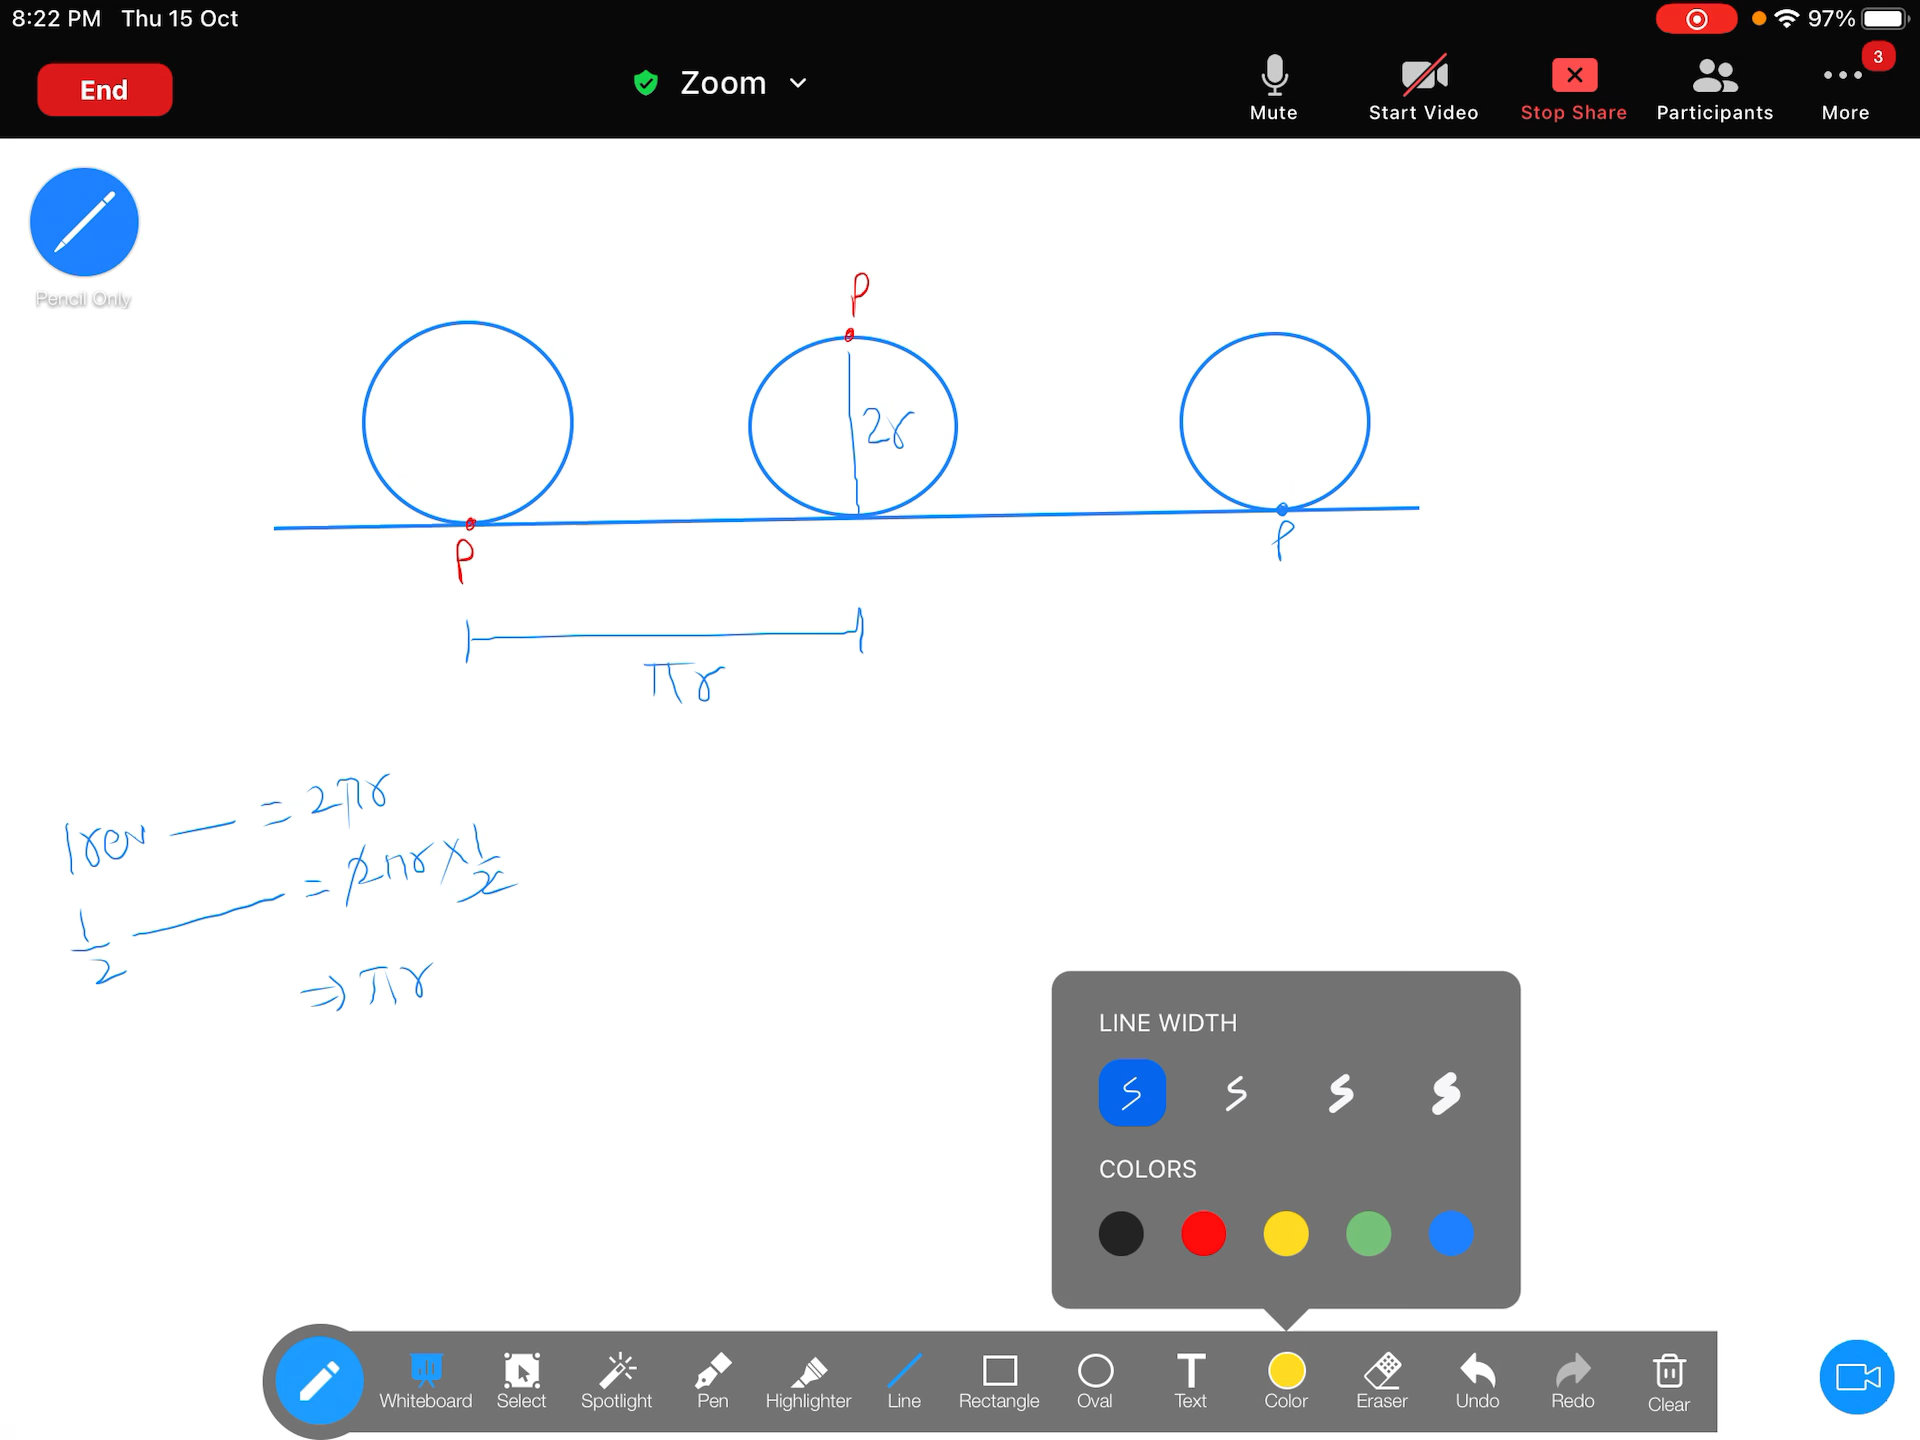 8:22 PM Thu 15 Oct 97%
End
Zoom
Mute
Start Video
Stop Share
Participants
More
3
Pencil Only
P
2r
P
P
πr
1 rev — = 2πr
1/2 — = 2πr × 1/2
⇒ πr
LINE WIDTH
COLORS
Whiteboard
Select
Spotlight
Pen
Highlighter
Line
Rectangle
Oval
Text
Color
Eraser
Undo
Redo
Clear